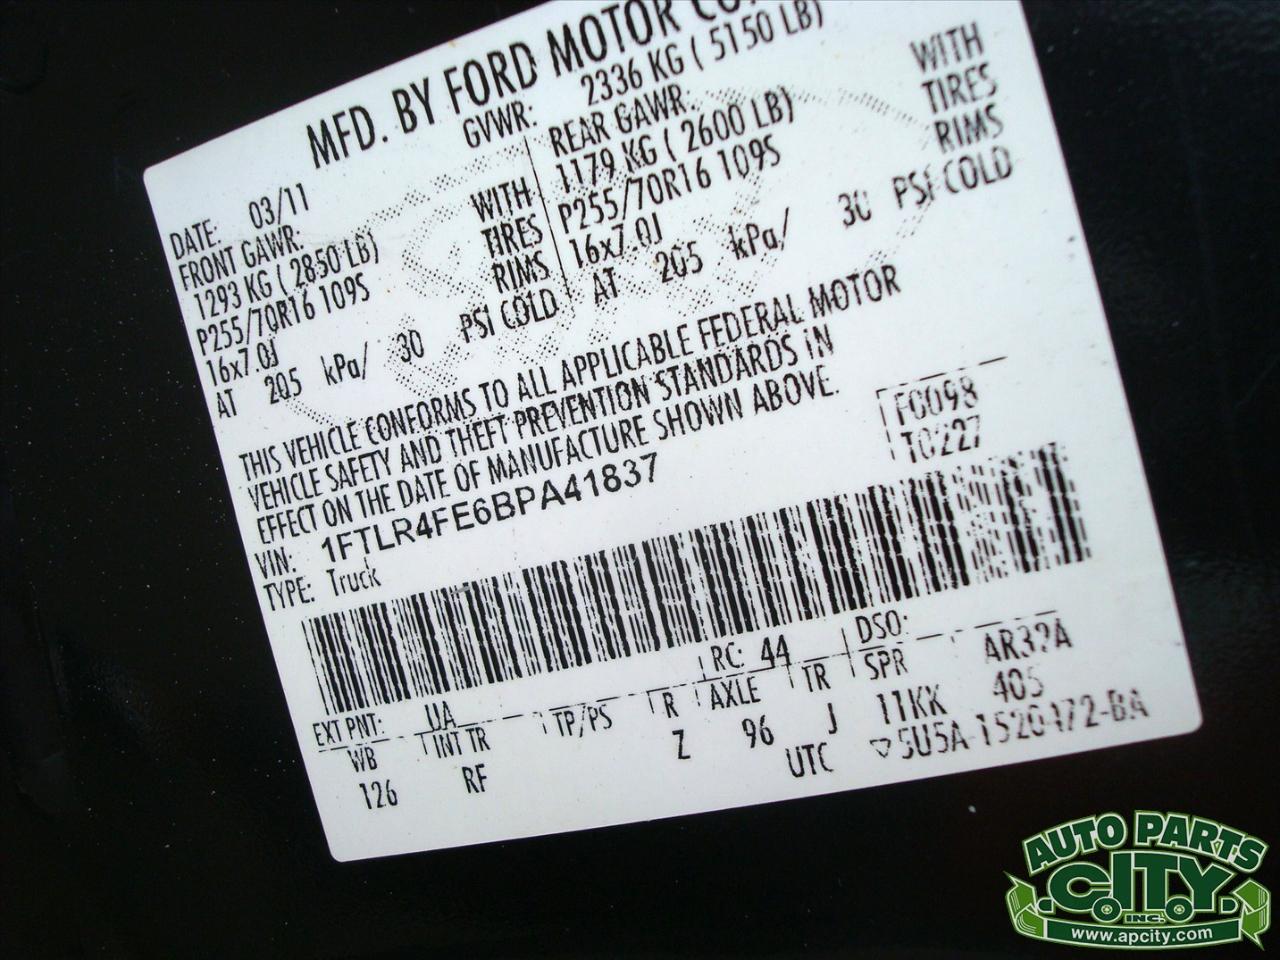 MFD. BY FORD MOTOR CO.
GVWR: 2336 KG ( 5150 LB)
DATE: 03/11
FRONT GAWR:
1293 KG ( 2850 LB) WITH
P255/70R16 109S TIRES
16x7.0J RIMS
AT 205 kPa/ 30 PSI COLD
REAR GAWR:
1179 KG ( 2600 LB) WITH
P255/70R16 109S TIRES
16x7.0J RIMS
AT 205 kPa/ 30 PSI COLD
THIS VEHICLE CONFORMS TO ALL APPLICABLE FEDERAL MOTOR
VEHICLE SAFETY AND THEFT PREVENTION STANDARDS IN
EFFECT ON THE DATE OF MANUFACTURE SHOWN ABOVE.
VIN: 1FTLR4FE6BPA41837
TYPE: Truck
F0098
T0227
EXT PNT: UA RC: 44 DSO:
WB INT TR TP/PS R AXLE TR SPR AR32A
126 RF Z 96 J 11KK 405
UTC ▽5U5A-1520472-BA
AUTO PARTS
CITY
INC.
www.apcity.com